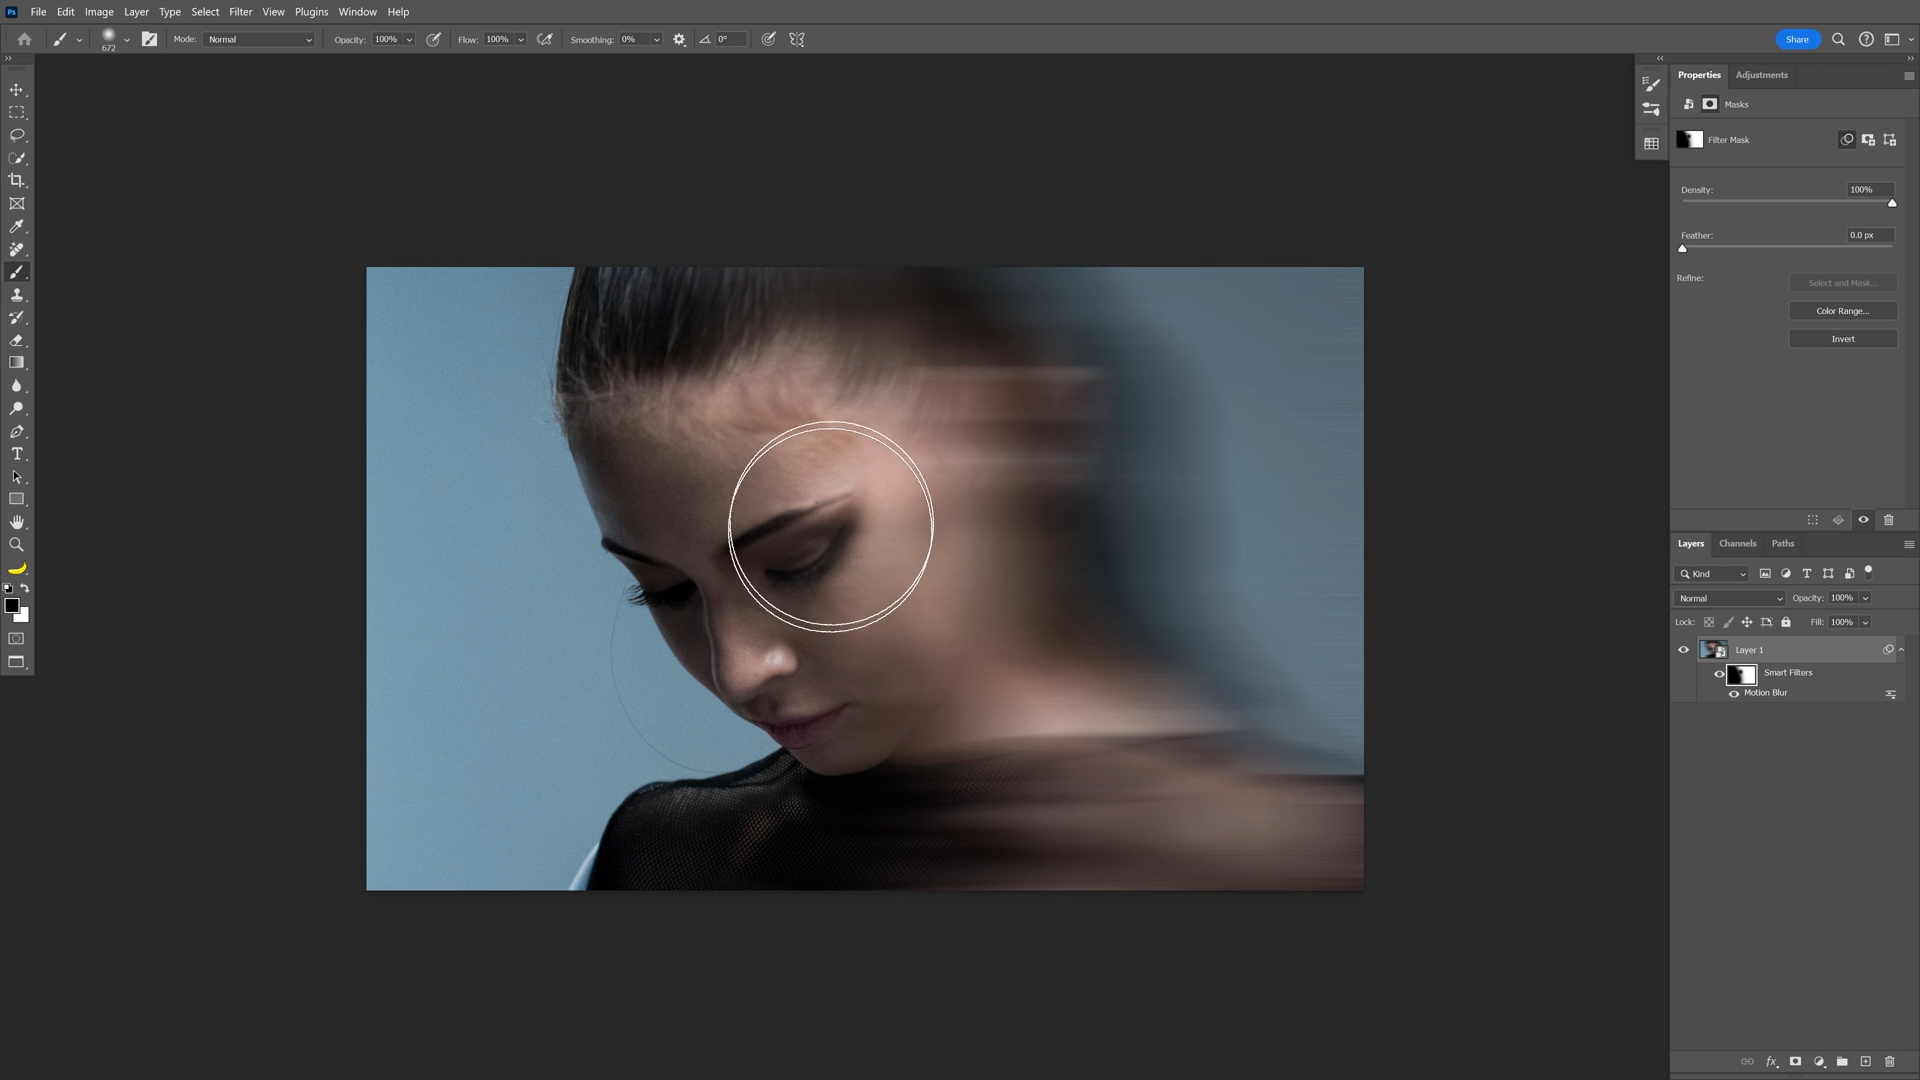 Ps File Edit Image Layer Type Select Filter View Plugins Window Help
672 Mode: Normal Opacity: 100% Flow: 100% Smoothing: 0% 0° Share
Properties Adjustments
Masks
Filter Mask
Density: 100%
Feather: 0.0 px
Refine: Select and Mask...
Color Range...
Invert
Layers Channels Paths
Kind
Normal Opacity: 100%
Lock: Fill: 100%
Layer 1
Smart Filters
Motion Blur